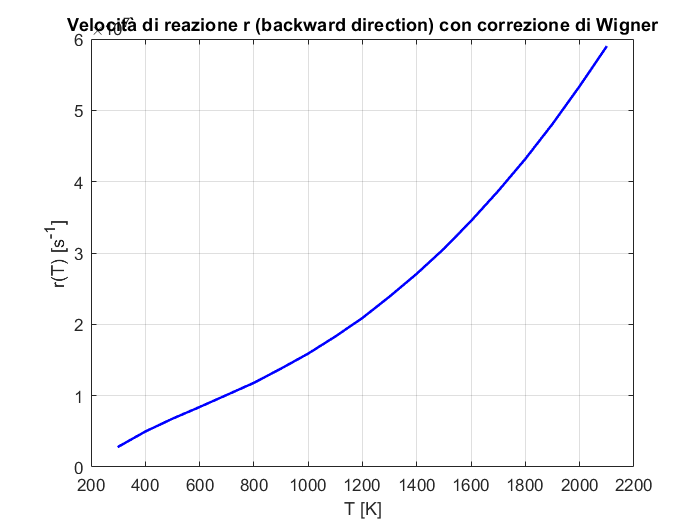 Velocità di reazione r (backward direction) con correzione di Wigner
6
5
4
3
2
1
0
r(T) [s⁻¹]
200 400 600 800 1000 1200 1400 1600 1800 2000 2200
T [K]